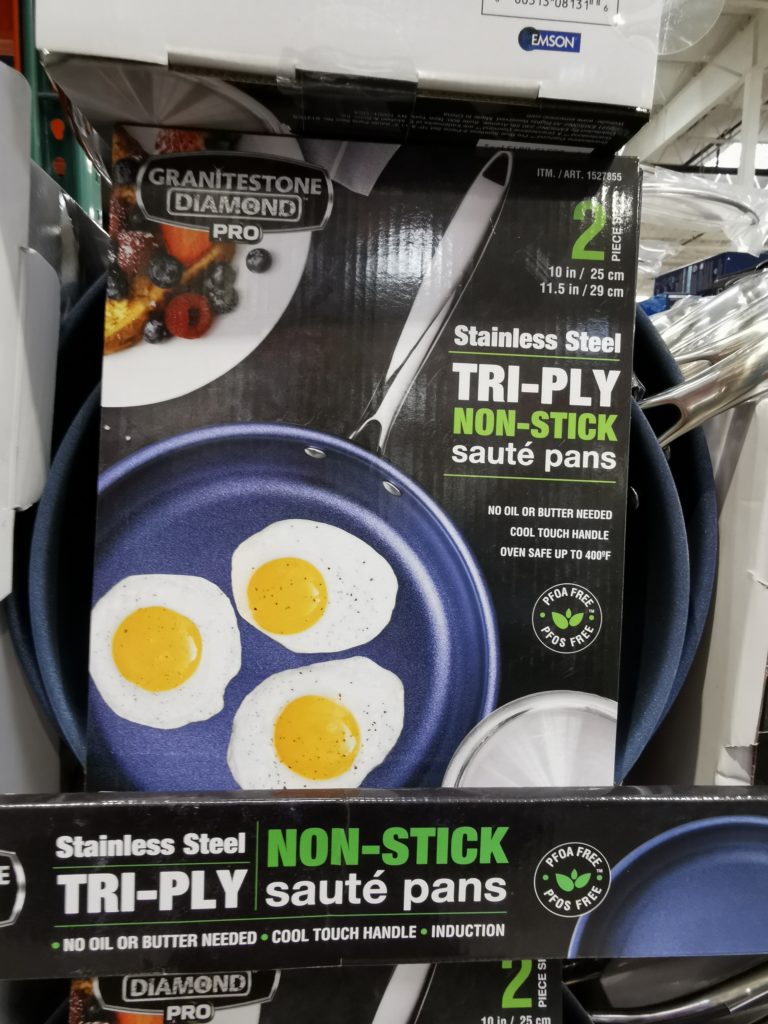 EMSON
GRANITESTONE
DIAMOND
PRO
ITM. / ART. 1527855
2
10 in / 25 cm
11.5 in / 29 cm
Stainless Steel
TRI-PLY
NON-STICK
sauté pans
NO OIL OR BUTTER NEEDED
COOL TOUCH HANDLE
OVEN SAFE UP TO 400°F
PFOA FREE
PFOS FREE
Stainless Steel
TRI-PLY
NON-STICK
sauté pans
PFOA FREE
PFOS FREE
• NO OIL OR BUTTER NEEDED • COOL TOUCH HANDLE • INDUCTION
DIAMOND
PRO
2
10 in / 25 cm